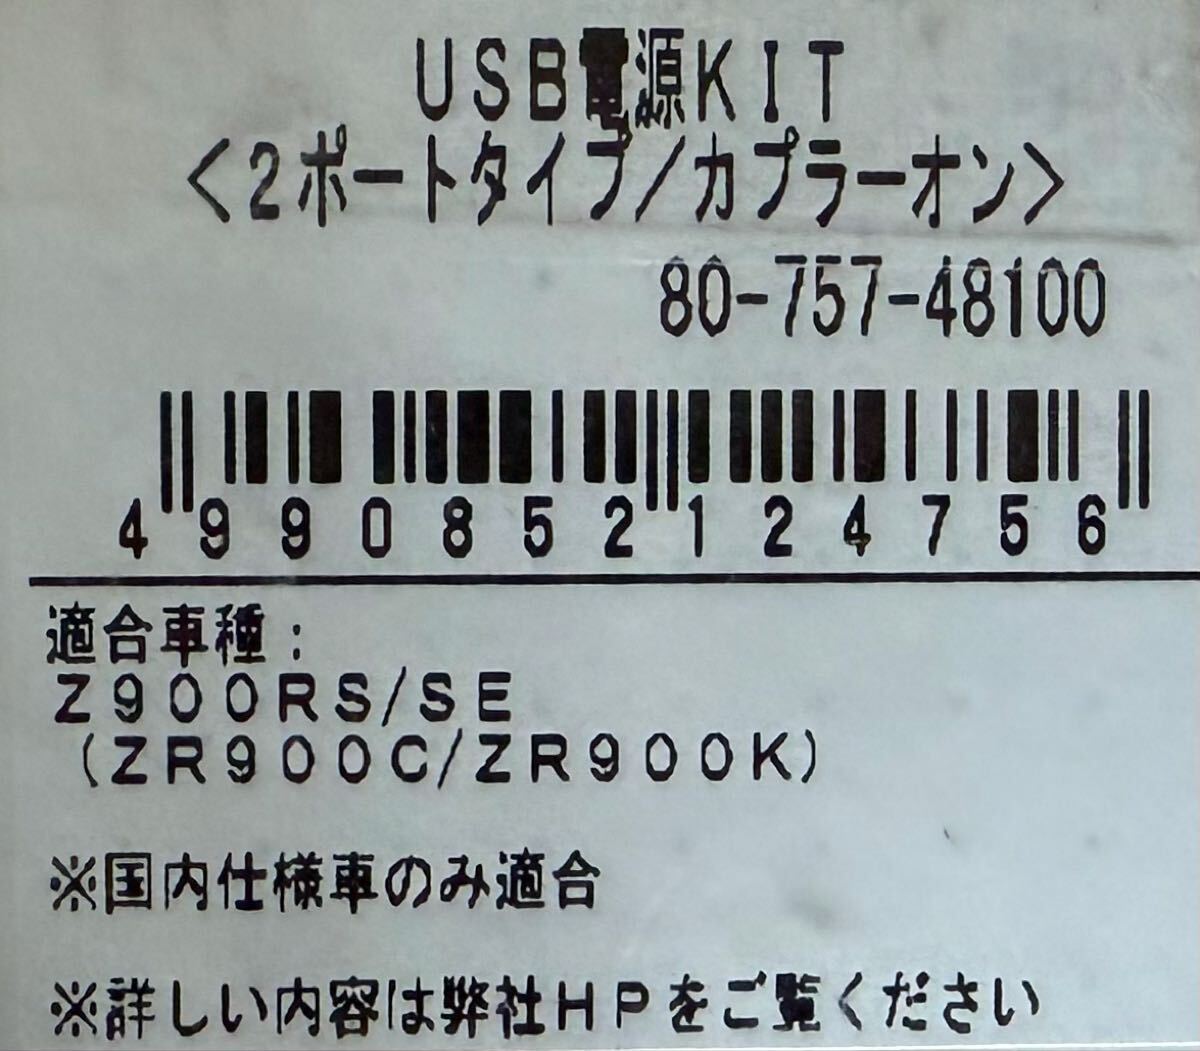 USB電源KIT
<2ポートタイプ/カプラーオン>
80-757-48100
4990852124756
適合車種:
Z900RS/SE
(ZR900C/ZR900K)
※国内仕様車のみ適合
※詳しい内容は弊社HPをご覧ください